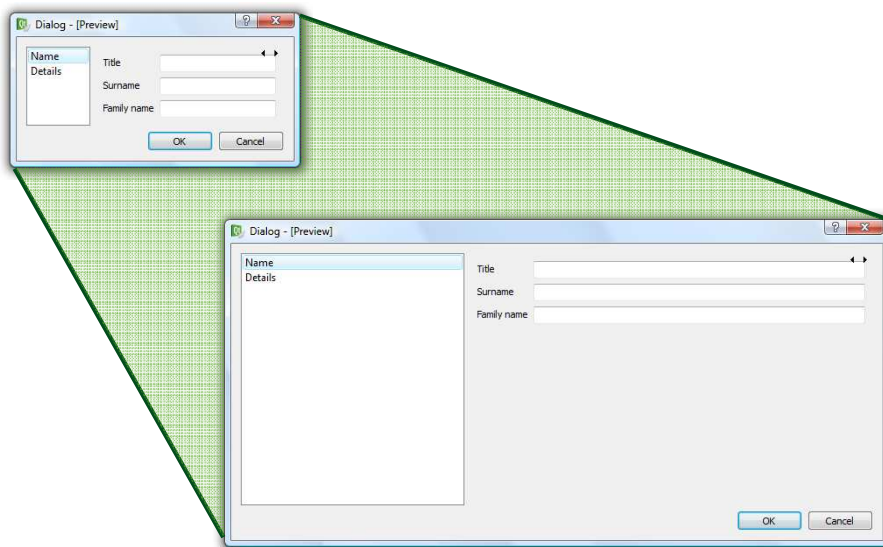 Dialog - [Preview]
Name
Details
Title
Surname
Family name
OK Cancel
Dialog - [Preview]
Name
Details
Title
Surname
Family name
OK Cancel